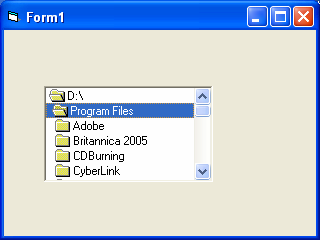 Form1
D:\
Program Files
Adobe
Britannica 2005
CDBurning
CyberLink